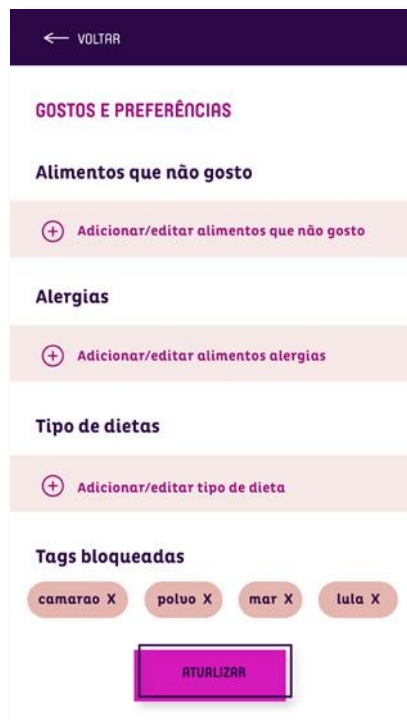 ← VOLTAR
GOSTOS E PREFERÊNCIAS
Alimentos que não gosto
Adicionar/editar alimentos que não gosto
Alergias
Adicionar/editar alimentos alergias
Tipo de dietas
Adicionar/editar tipo de dieta
Tags bloqueadas
camarao X polvo X mar X lula X
ATUALIZAR